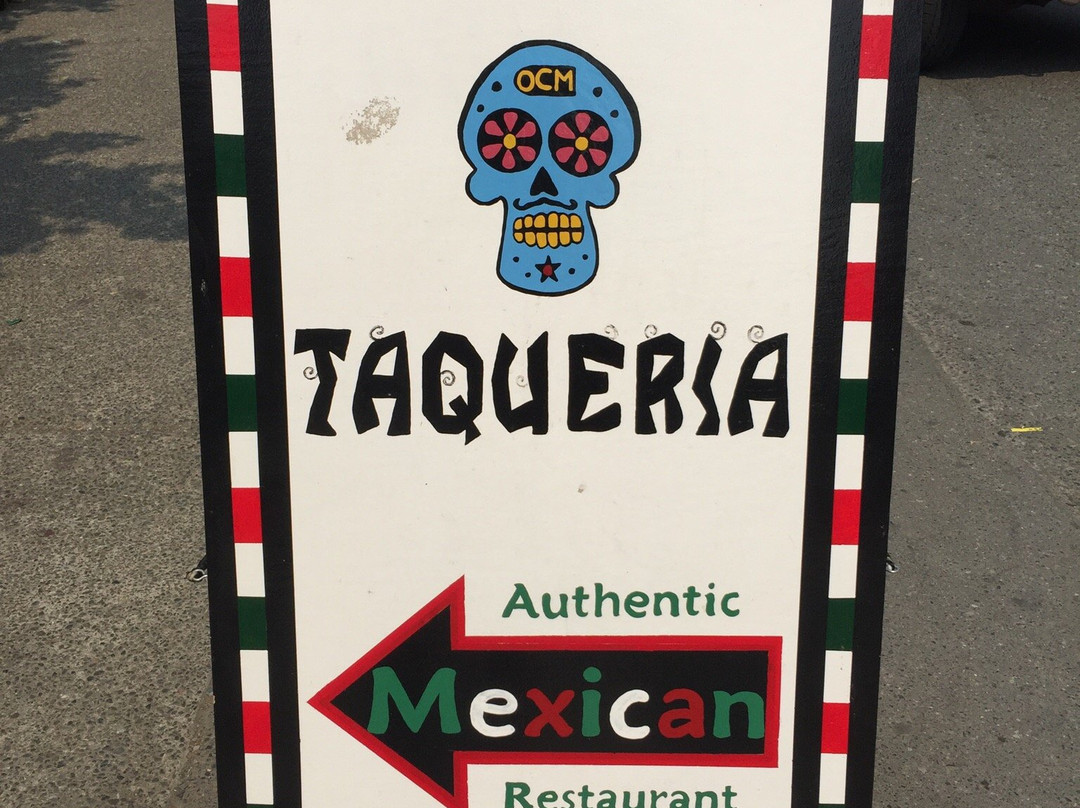 OCM
TAQUERIA
Authentic
Mexican
Restaurant